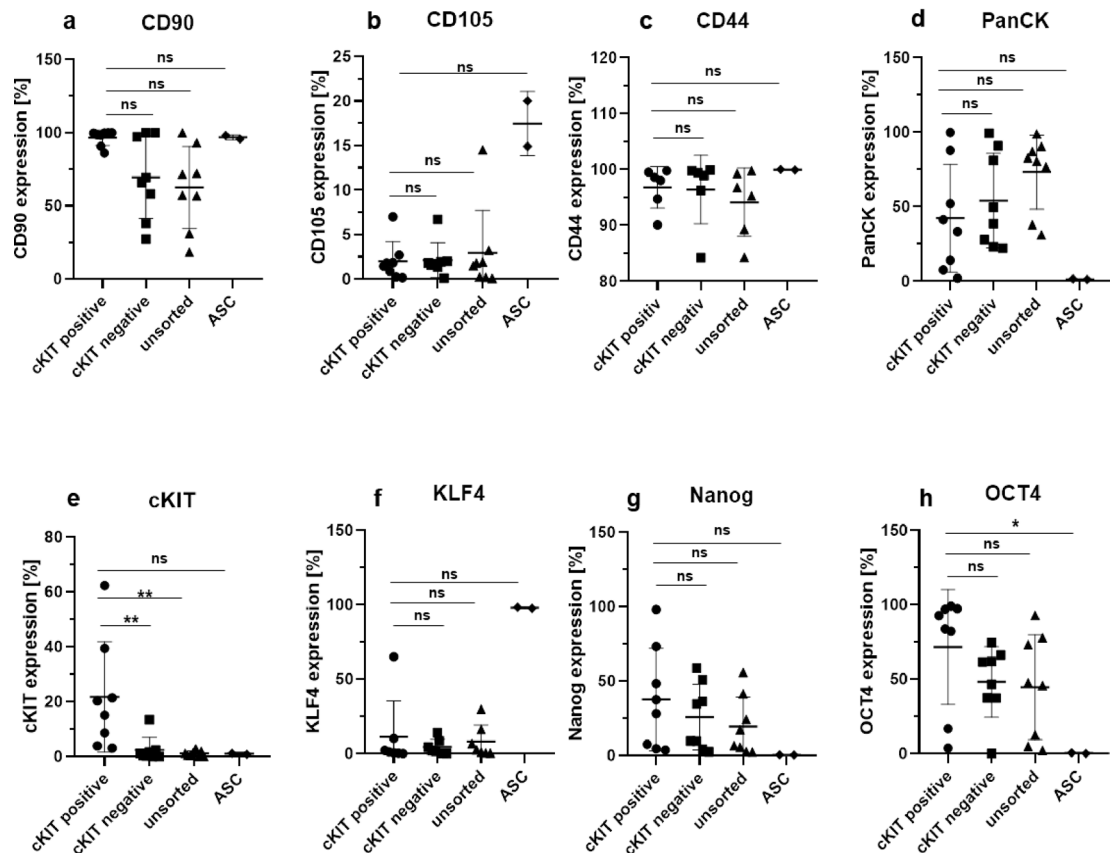 a CD90
CD90 expression [%]
150
100
50
0
ns
ns
ns
cKIT positive
cKIT negative
unsorted
ASC
b CD105
CD105 expression [%]
25
20
15
10
5
0
ns
ns
ns
cKIT positive
cKIT negative
unsorted
ASC
c CD44
CD44 expression [%]
120
110
100
90
80
ns
ns
ns
cKIT positiv
cKIT negativ
unsorted
ASC
d PanCK
PanCK expression [%]
150
100
50
0
ns
ns
ns
cKIT positiv
cKIT negativ
unsorted
ASC
e cKIT
cKIT expression [%]
80
60
40
20
0
ns
**
**
cKIT positive
cKIT negative
unsorted
ASC
f KLF4
KLF4 expression [%]
150
100
50
0
ns
ns
ns
cKIT positive
cKIT negative
unsorted
ASC
g Nanog
Nanog expression [%]
150
100
50
0
ns
ns
ns
cKIT positive
cKIT negative
unsorted
ASC
h OCT4
OCT4 expression [%]
150
100
50
0
*
ns
ns
cKIT positive
cKIT negative
unsorted
ASC